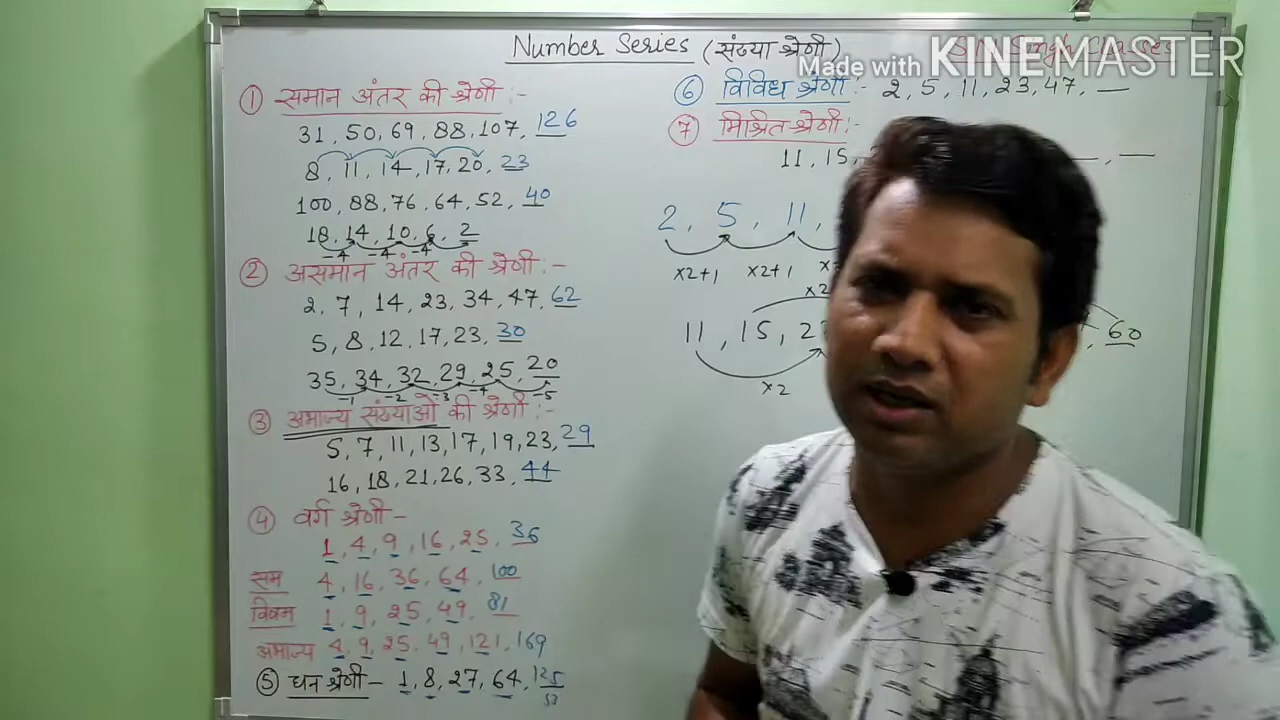 Number Series (संख्या श्रेणी)
Made with KINEMASTER
① समान अंतर की श्रेणी :-
31, 50, 69, 88, 107, 126
8, 11, 14, 17, 20, 23
100, 88, 76, 64, 52, 40
18, 14, 10, 6, 2
-4 -4 -4
② असमान अंतर की श्रेणी :-
2, 7, 14, 23, 34, 47, 62
5, 8, 12, 17, 23, 30
35, 34, 32, 29, 25, 20
-1 -2 -3 -4 -5
③ अभाज्य संख्याओं की श्रेणी :-
5, 7, 11, 13, 17, 19, 23, 29
16, 18, 21, 26, 33, 44
④ वर्ग श्रेणी -
1, 4, 9, 16, 25, 36
सम 4, 16, 36, 64, 100
विषम 1, 9, 25, 49, 81
अभाज्य 4, 9, 25, 49, 121, 169
⑤ घन श्रेणी - 1, 8, 27, 64, 125
5³
⑥ विविध श्रेणी :- 2, 5, 11, 23, 47, __
⑦ मिश्रित श्रेणी :-
11, 15, __, __
2, 5, 11,
×2+1 ×2+1
×2
11, 15, 2 , 60
×2